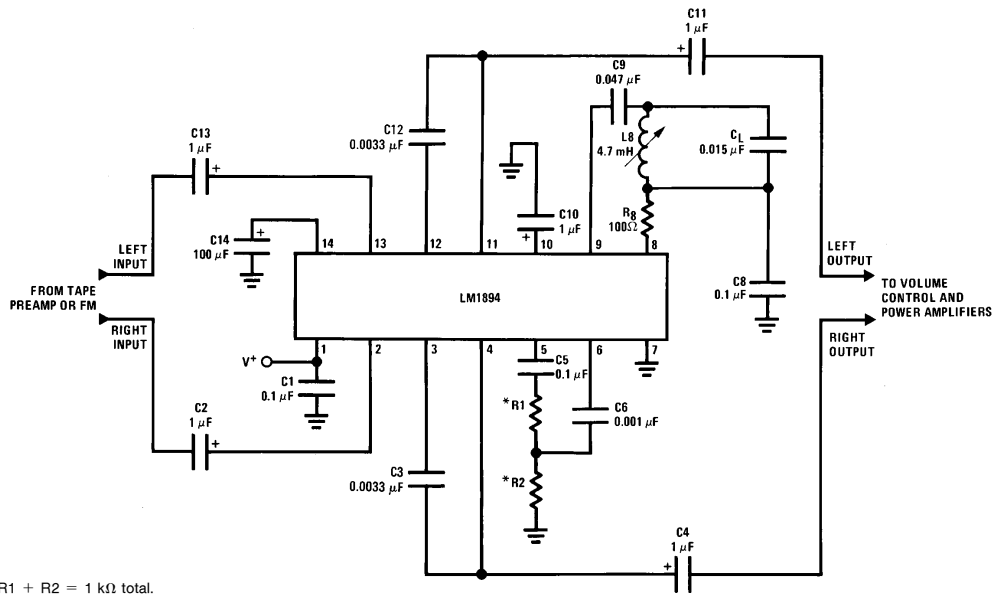 C11
1 μF
+
C9
0.047 μF
C13
1 μF
+
C12
0.0033 μF
L8
4.7 mH
CL
0.015 μF
C14
100 μF
+
C10
1 μF
+
R8
100Ω
14
13
12
11
10
9
8
LEFT
INPUT
FROM TAPE
PREAMP OR FM
RIGHT
INPUT
LM1894
C8
0.1 μF
LEFT
OUTPUT
TO VOLUME
CONTROL AND
POWER AMPLIFIERS
RIGHT
OUTPUT
1
2
3
4
5
6
7
V+
C1
0.1 μF
C5
0.1 μF
*R1
C6
0.001 μF
C2
1 μF
+
C3
0.0033 μF
*R2
C4
1 μF
+
R1 + R2 = 1 kΩ total.